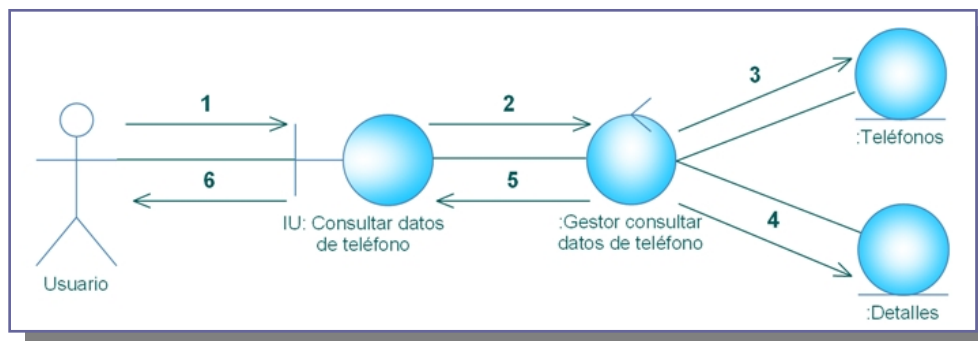 1
2
3
6
5
4
Usuario
IU: Consultar datos
de teléfono
:Gestor consultar
datos de teléfono
:Teléfonos
:Detalles